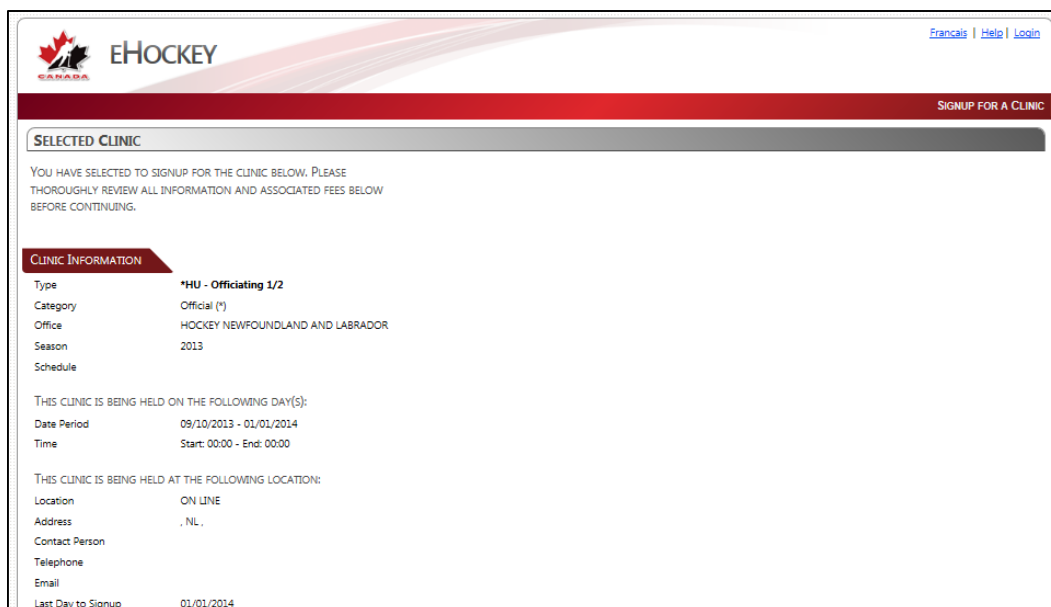 Francais | Help | Login
CANADA
EHOCKEY
SIGNUP FOR A CLINIC
SELECTED CLINIC
YOU HAVE SELECTED TO SIGNUP FOR THE CLINIC BELOW. PLEASE
THOROUGHLY REVIEW ALL INFORMATION AND ASSOCIATED FEES BELOW
BEFORE CONTINUING.
CLINIC INFORMATION
Type *HU - Officiating 1/2
Category Official (*)
Office HOCKEY NEWFOUNDLAND AND LABRADOR
Season 2013
Schedule
THIS CLINIC IS BEING HELD ON THE FOLLOWING DAY(S):
Date Period 09/10/2013 - 01/01/2014
Time Start: 00:00 - End: 00:00
THIS CLINIC IS BEING HELD AT THE FOLLOWING LOCATION:
Location ON LINE
Address , NL ,
Contact Person
Telephone
Email
Last Day to Signup 01/01/2014